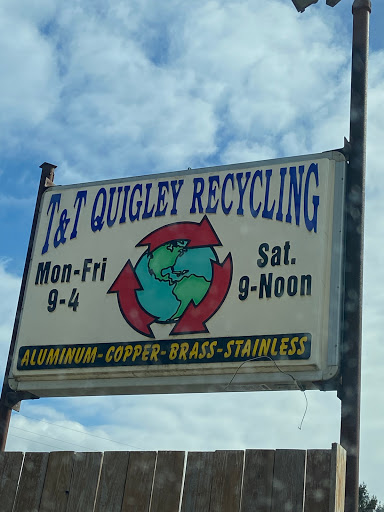 T&T QUIGLEY RECYCLING
Mon-Fri
9-4
Sat.
9-Noon
ALUMINUM-COPPER-BRASS-STAINLESS